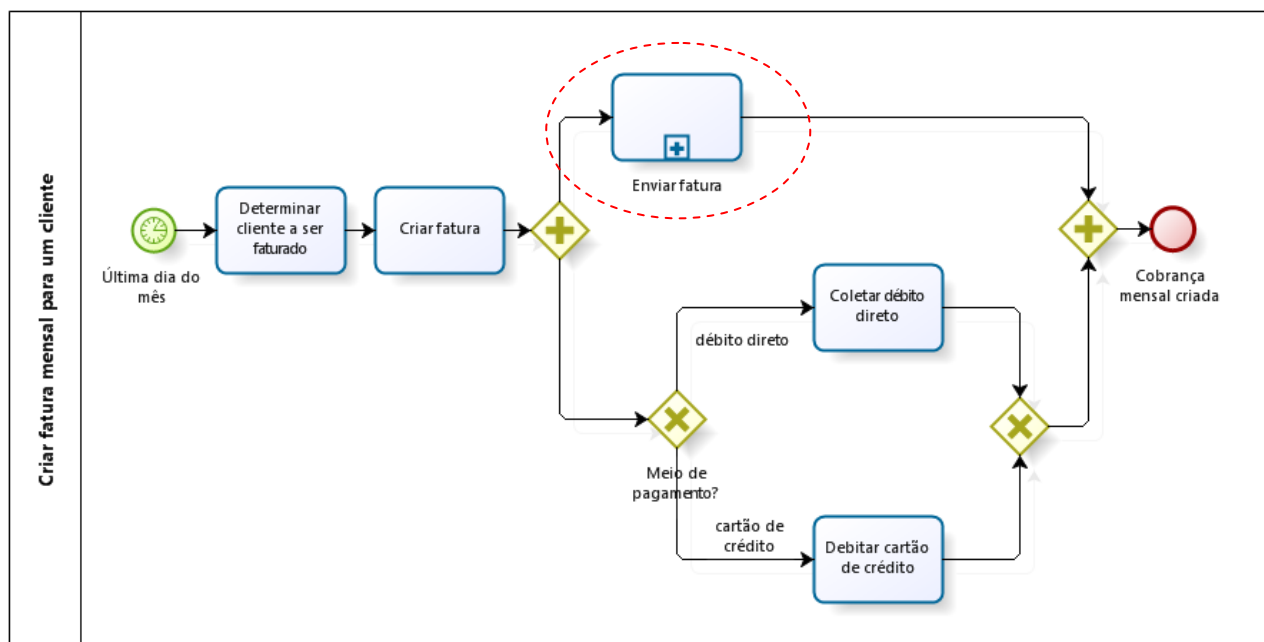 Criar fatura mensal para um cliente
Última dia do
mês
Determinar
cliente a ser
faturado
Criar fatura
Enviar fatura
Meio de
pagamento?
débito direto
Coletar débito
direto
cartão de
crédito
Debitar cartão
de crédito
Cobrança
mensal criada